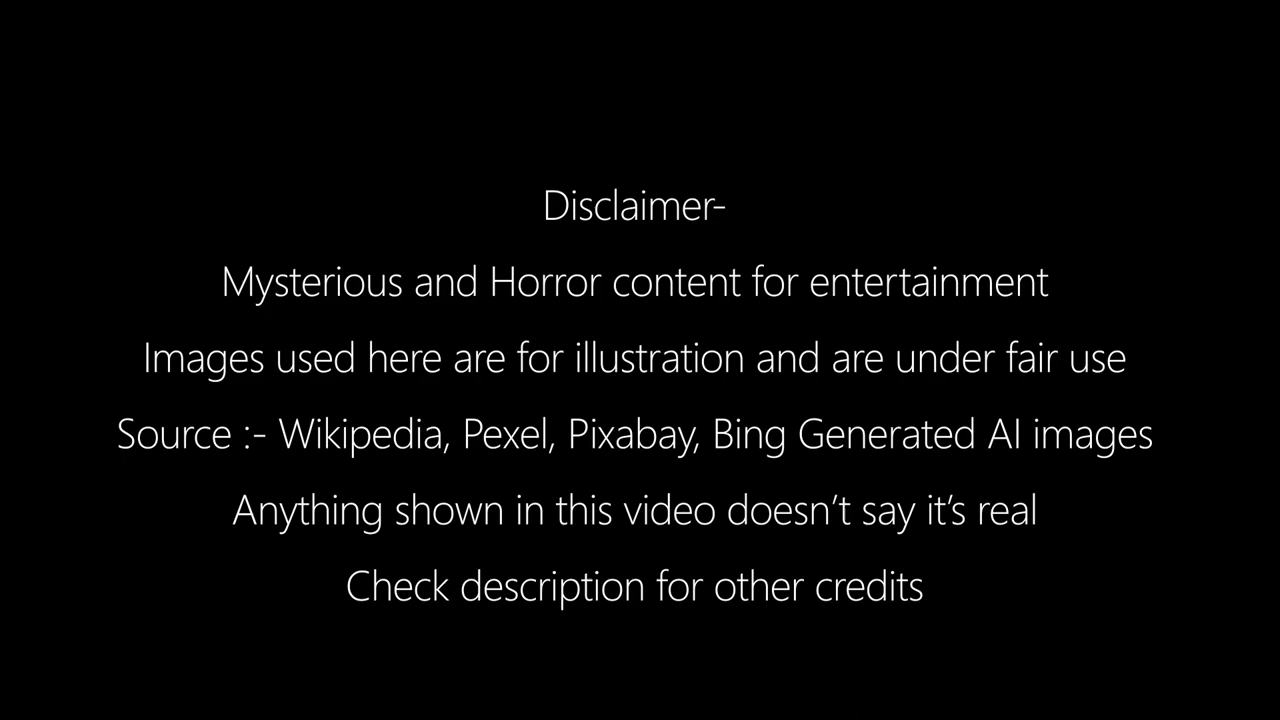 Disclaimer-
Mysterious and Horror content for entertainment
Images used here are for illustration and are under fair use
Source :- Wikipedia, Pexel, Pixabay, Bing Generated AI images
Anything shown in this video doesn’t say it’s real
Check description for other credits